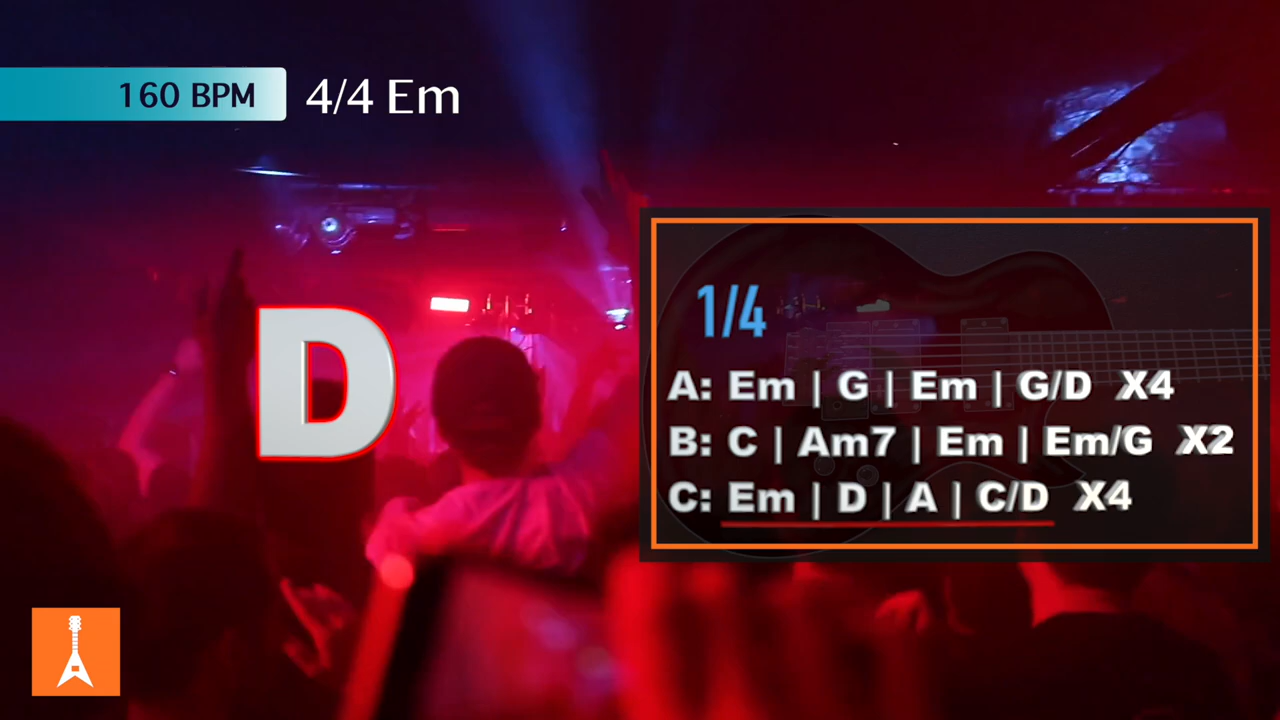 160 BPM 4/4 Em
D
1/4
A: Em | G | Em | G/D X4
B: C | Am7 | Em | Em/G X2
C: Em | D | A | C/D X4